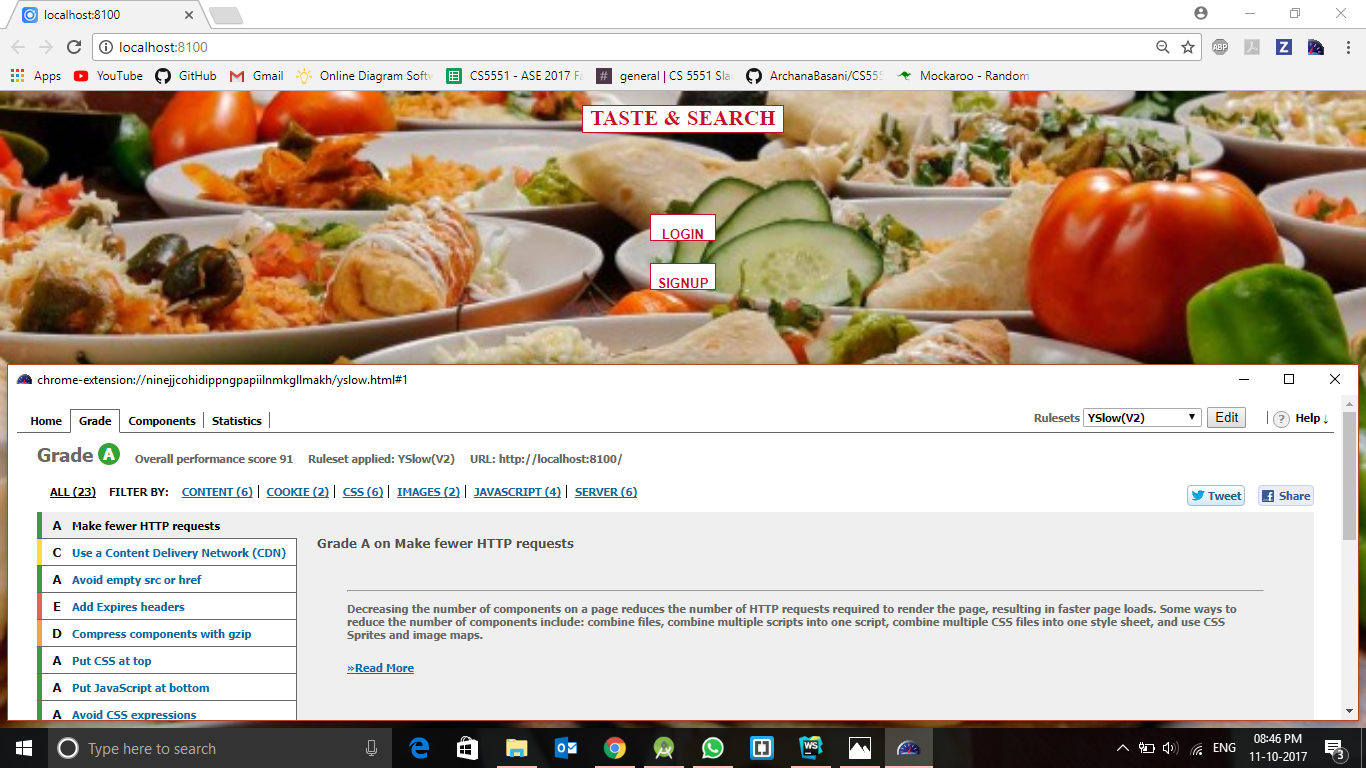 localhost:8100
localhost:8100
ABP
Z
Apps
YouTube
GitHub
Gmail
Online Diagram Softw
CS5551 - ASE 2017 Fa
# general | CS 5551 Sla
ArchanaBasani/CS555
Mockaroo - Random
TASTE & SEARCH
LOGIN
SIGNUP
chrome-extension://ninejjcohidippngpapiilnmkgllmakh/yslow.html#1
Home
Grade
Components
Statistics
Rulesets
YSlow(V2)
Edit
? Help ↓
Grade A
Overall performance score 91
Ruleset applied: YSlow(V2)
URL: http://localhost:8100/
ALL (23)
FILTER BY:
CONTENT (6)
COOKIE (2)
CSS (6)
IMAGES (2)
JAVASCRIPT (4)
SERVER (6)
Tweet
Share
A Make fewer HTTP requests
C Use a Content Delivery Network (CDN)
A Avoid empty src or href
E Add Expires headers
D Compress components with gzip
A Put CSS at top
A Put JavaScript at bottom
A Avoid CSS expressions
Grade A on Make fewer HTTP requests
Decreasing the number of components on a page reduces the number of HTTP requests required to render the page, resulting in faster page loads. Some ways to
reduce the number of components include: combine files, combine multiple scripts into one script, combine multiple CSS files into one style sheet, and use CSS
Sprites and image maps.
»Read More
Type here to search
WS
ENG
08:46 PM
11-10-2017
3